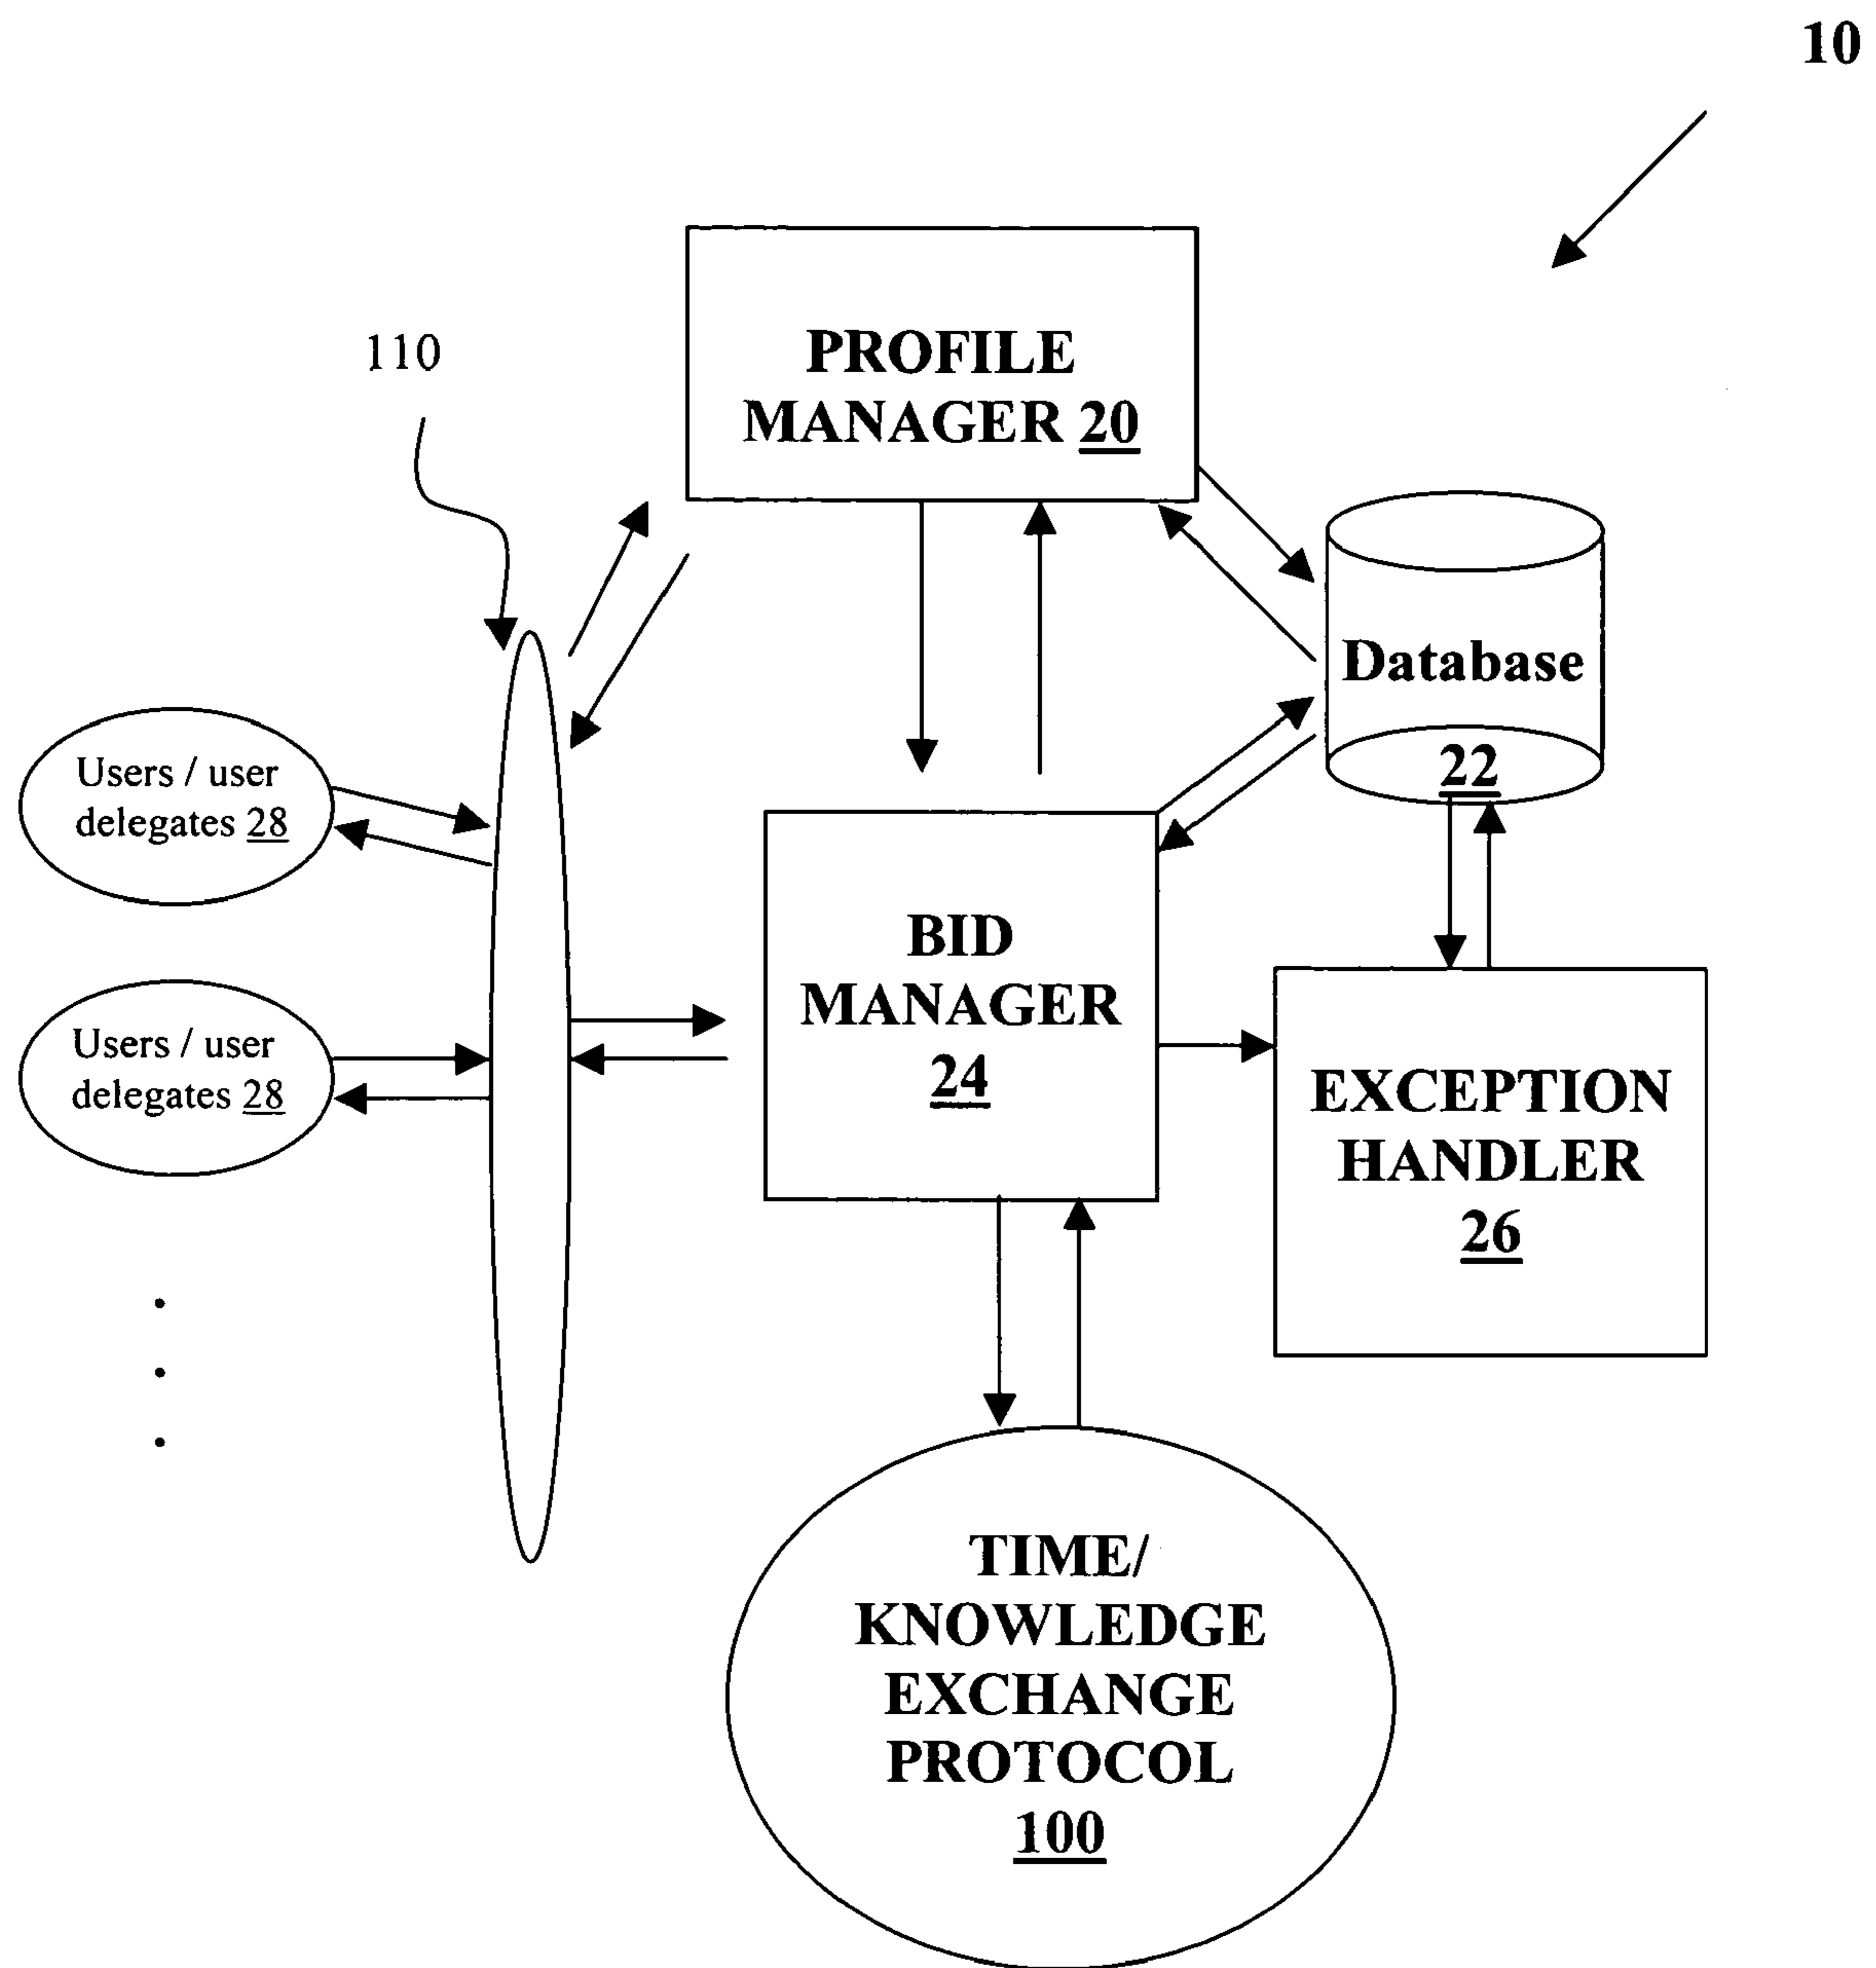 10
110
PROFILE
MANAGER 20
Database
22
Users / user
delegates 28
BID
MANAGER
24
Users / user
delegates 28
EXCEPTION
HANDLER
26
TIME/
KNOWLEDGE
EXCHANGE
PROTOCOL
100